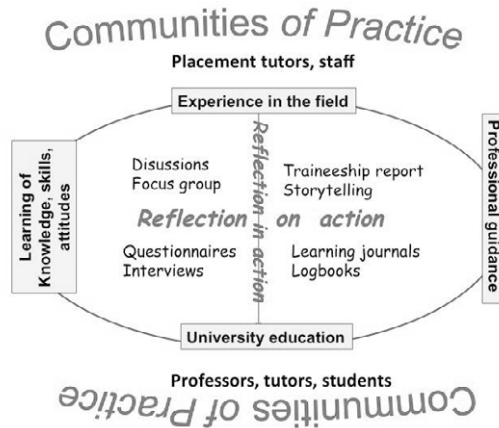 Communities of Practice
Placement tutors, staff
Experience in the field
Learning of
Knowledge, skills,
attitudes
Professional guidance
Reflection in action
Disussions
Focus group
Traineeship report
Storytelling
Reflection on action
Questionnaires
Interviews
Learning journals
Logbooks
University education
Professors, tutors, students
Communities of Practice